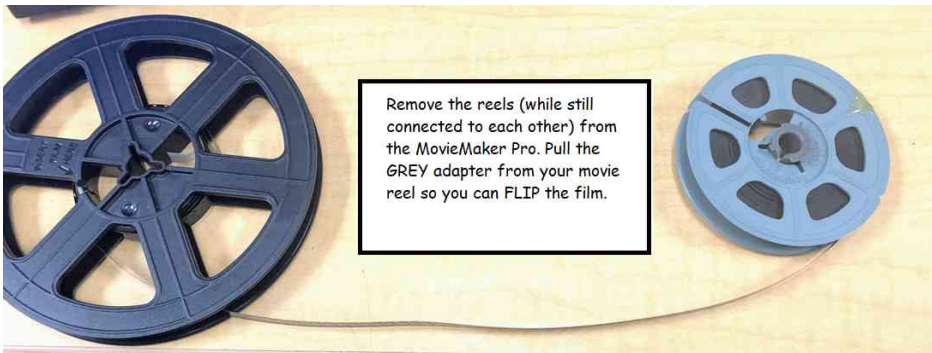 Remove the reels (while still
connected to each other) from
the MovieMaker Pro. Pull the
GREY adapter from your movie
reel so you can FLIP the film.